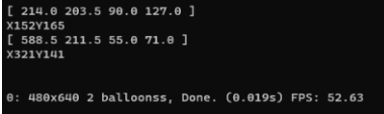 [ 214.0 203.5 90.0 127.0 ]
X152Y165
[ 588.5 211.5 55.0 71.0 ]
X321Y141
0: 480x640 2 balloonss, Done. (0.019s) FPS: 52.63